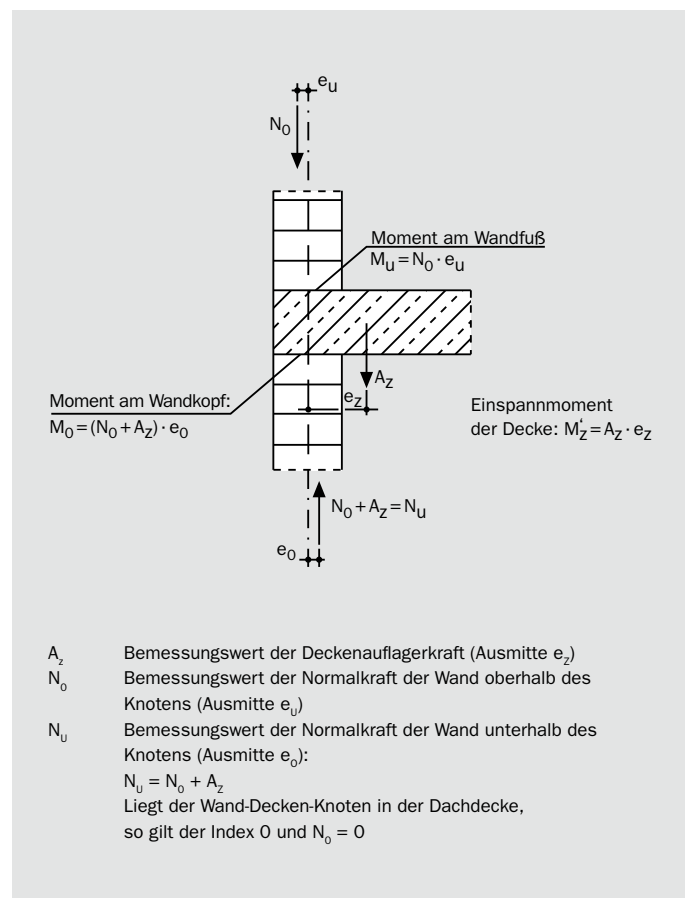 e_u
N_0
Moment am Wandfuß
M_u = N_0 · e_u
A_z
e_z
Moment am Wandkopf:
M_0 = (N_0 + A_z) · e_0
Einspannmoment
der Decke: M'_z = A_z · e_z
N_0 + A_z = N_u
e_0
A_z Bemessungswert der Deckenauflagerkraft (Ausmitte e_Z)
N_0 Bemessungswert der Normalkraft der Wand oberhalb des
Knotens (Ausmitte e_U)
N_U Bemessungswert der Normalkraft der Wand unterhalb des
Knotens (Ausmitte e_0):
N_U = N_0 + A_Z
Liegt der Wand-Decken-Knoten in der Dachdecke,
so gilt der Index 0 und N_0 = 0